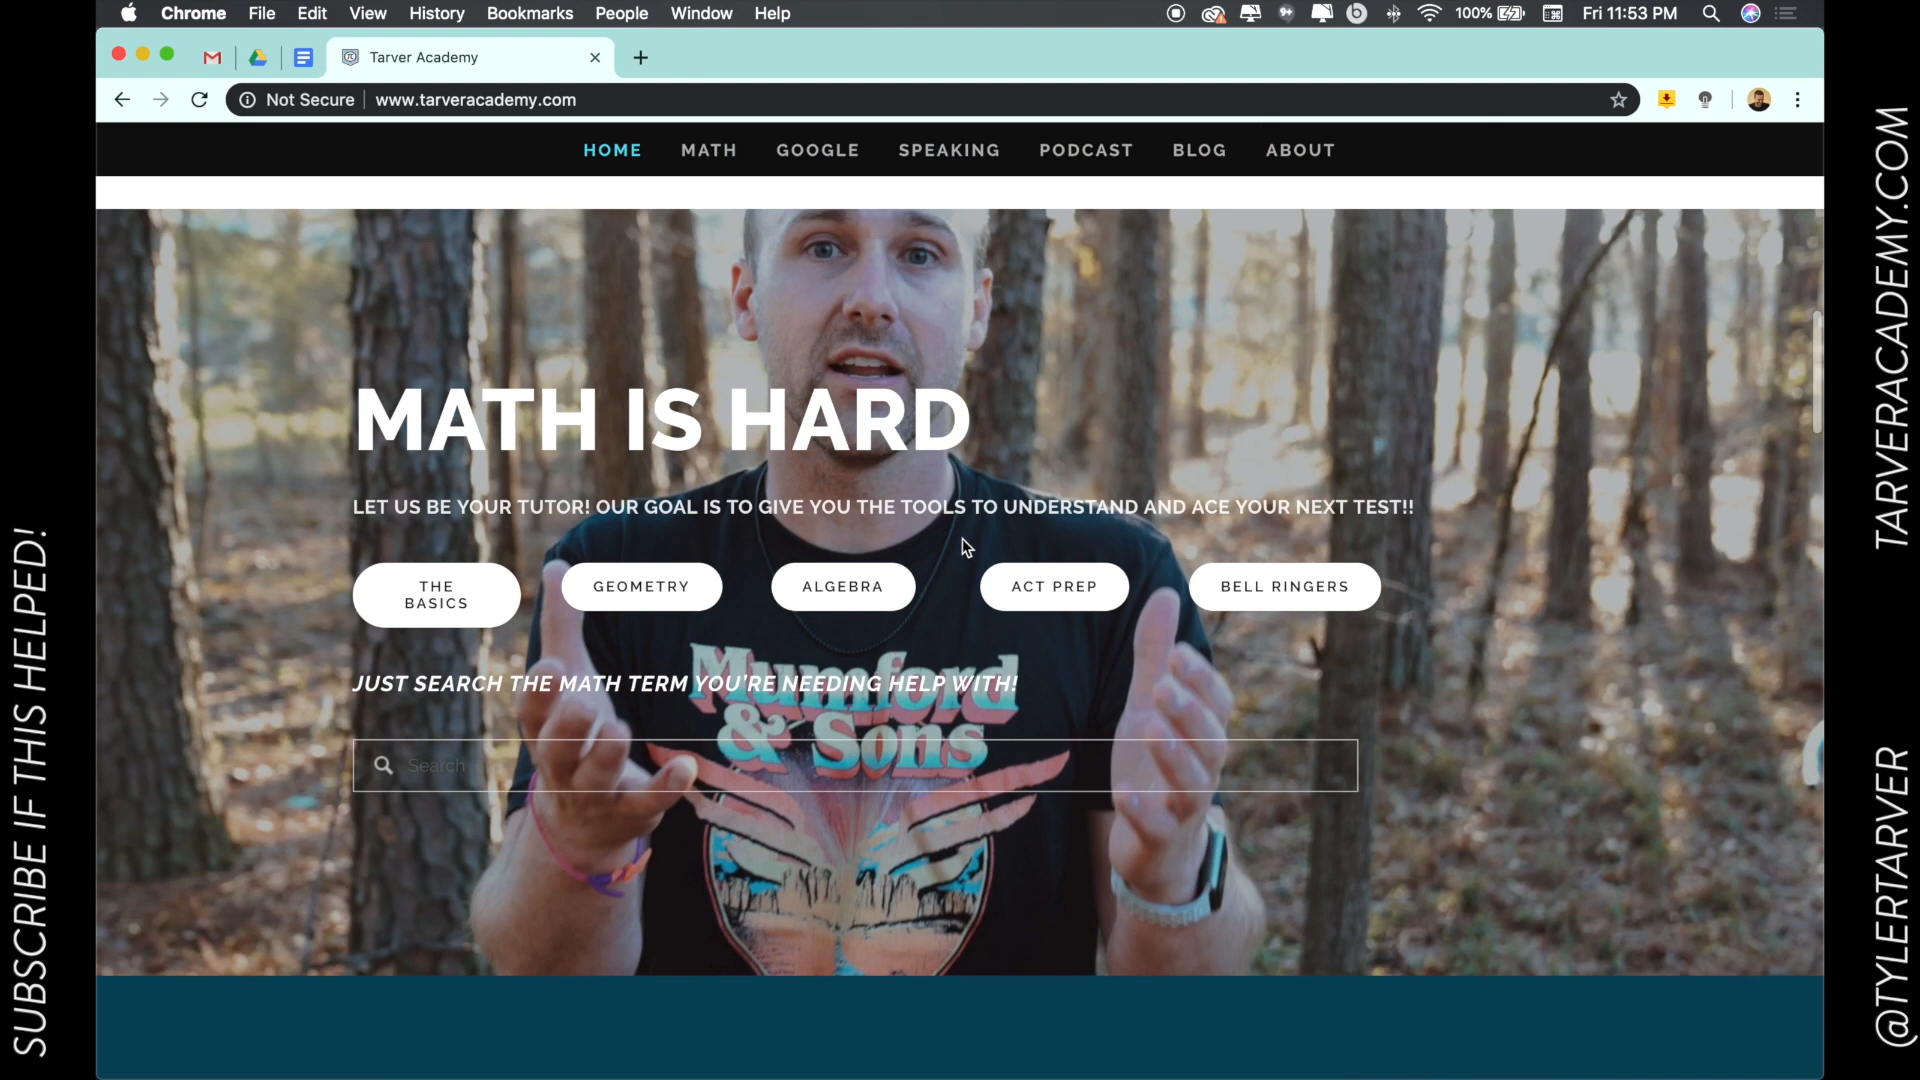 Chrome File Edit View History Bookmarks People Window Help 100% Fri 11:53 PM
Tarver Academy
Not Secure www.tarveracademy.com
HOME MATH GOOGLE SPEAKING PODCAST BLOG ABOUT
MATH IS HARD
LET US BE YOUR TUTOR! OUR GOAL IS TO GIVE YOU THE TOOLS TO UNDERSTAND AND ACE YOUR NEXT TEST!!
THE
BASICS
GEOMETRY
ALGEBRA
ACT PREP
BELL RINGERS
JUST SEARCH THE MATH TERM YOU'RE NEEDING HELP WITH!
Search
Mumford
& Sons
SUBSCRIBE IF THIS HELPED!
TARVERACADEMY.COM
@TYLERTARVER